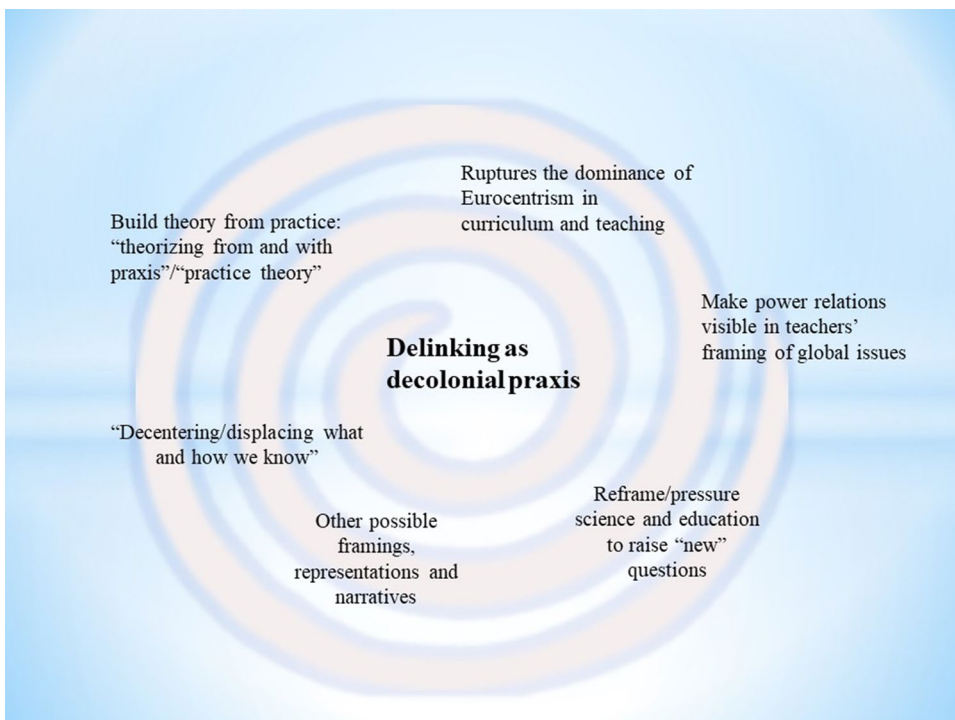 Ruptures the dominance of
Eurocentrism in
curriculum and teaching
Build theory from practice:
“theorizing from and with
praxis”/“practice theory”
Make power relations
visible in teachers’
framing of global issues
Delinking as
decolonial praxis
“Decentering/displacing what
and how we know”
Other possible
framings,
representations and
narratives
Reframe/pressure
science and education
to raise “new”
questions